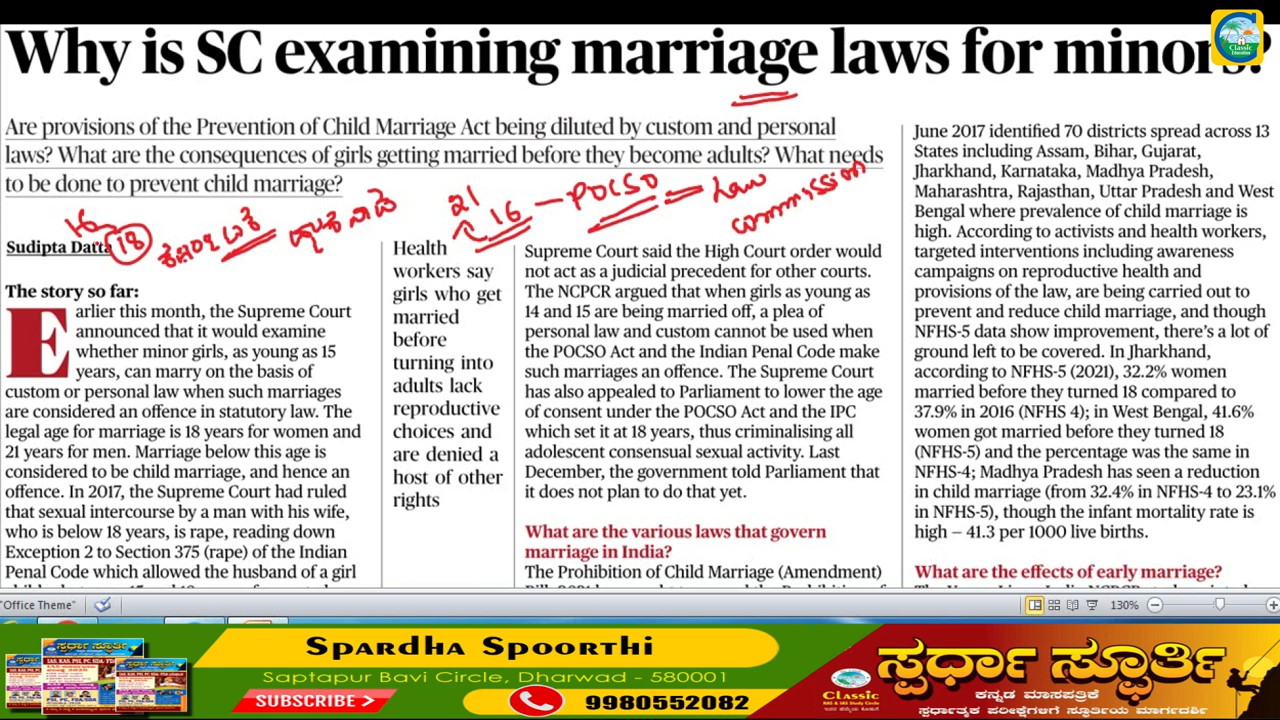 Why is SC examining marriage laws for minors?
Are provisions of the Prevention of Child Marriage Act being diluted by custom and personal
laws? What are the consequences of girls getting married before they become adults? What needs
to be done to prevent child marriage?
16
18
21
16 – POCSO = Law
commission
Sudipta Datta
The story so far:
Earlier this month, the Supreme Court
announced that it would examine
whether minor girls, as young as 15
years, can marry on the basis of
custom or personal law when such marriages
are considered an offence in statutory law. The
legal age for marriage is 18 years for women and
21 years for men. Marriage below this age is
considered to be child marriage, and hence an
offence. In 2017, the Supreme Court had ruled
that sexual intercourse by a man with his wife,
who is below 18 years, is rape, reading down
Exception 2 to Section 375 (rape) of the Indian
Penal Code which allowed the husband of a girl
Health
workers say
girls who get
married
before
turning into
adults lack
reproductive
choices and
are denied a
host of other
rights
Supreme Court said the High Court order would
not act as a judicial precedent for other courts.
The NCPCR argued that when girls as young as
14 and 15 are being married off, a plea of
personal law and custom cannot be used when
the POCSO Act and the Indian Penal Code make
such marriages an offence. The Supreme Court
has also appealed to Parliament to lower the age
of consent under the POCSO Act and the IPC
which set it at 18 years, thus criminalising all
adolescent consensual sexual activity. Last
December, the government told Parliament that
it does not plan to do that yet.
What are the various laws that govern
marriage in India?
The Prohibition of Child Marriage (Amendment)
June 2017 identified 70 districts spread across 13
States including Assam, Bihar, Gujarat,
Jharkhand, Karnataka, Madhya Pradesh,
Maharashtra, Rajasthan, Uttar Pradesh and West
Bengal where prevalence of child marriage is
high. According to activists and health workers,
targeted interventions including awareness
campaigns on reproductive health and
provisions of the law, are being carried out to
prevent and reduce child marriage, and though
NFHS-5 data show improvement, there's a lot of
ground left to be covered. In Jharkhand,
according to NFHS-5 (2021), 32.2% women
married before they turned 18 compared to
37.9% in 2016 (NFHS 4); in West Bengal, 41.6%
women got married before they turned 18
(NFHS-5) and the percentage was the same in
NFHS-4; Madhya Pradesh has seen a reduction
in child marriage (from 32.4% in NFHS-4 to 23.1%
in NFHS-5), though the infant mortality rate is
high – 41.3 per 1000 live births.
What are the effects of early marriage?
Classic
Education
"Office Theme"
130%
Spardha Spoorthi
Saptapur Bavi Circle, Dharwad - 580001
SUBSCRIBE
9980552082
Classic
ಸ್ಪರ್ಧಾ ಸ್ಫೂರ್ತಿ
ಕನ್ನಡ ಮಾಸಪತ್ರಿಕೆ
ಸ್ಪರ್ಧಾತ್ಮಕ ಪರೀಕ್ಷೆಗಳಿಗೆ ಸ್ಫೂರ್ತಿಯ ಮಾರ್ಗದರ್ಶಿ